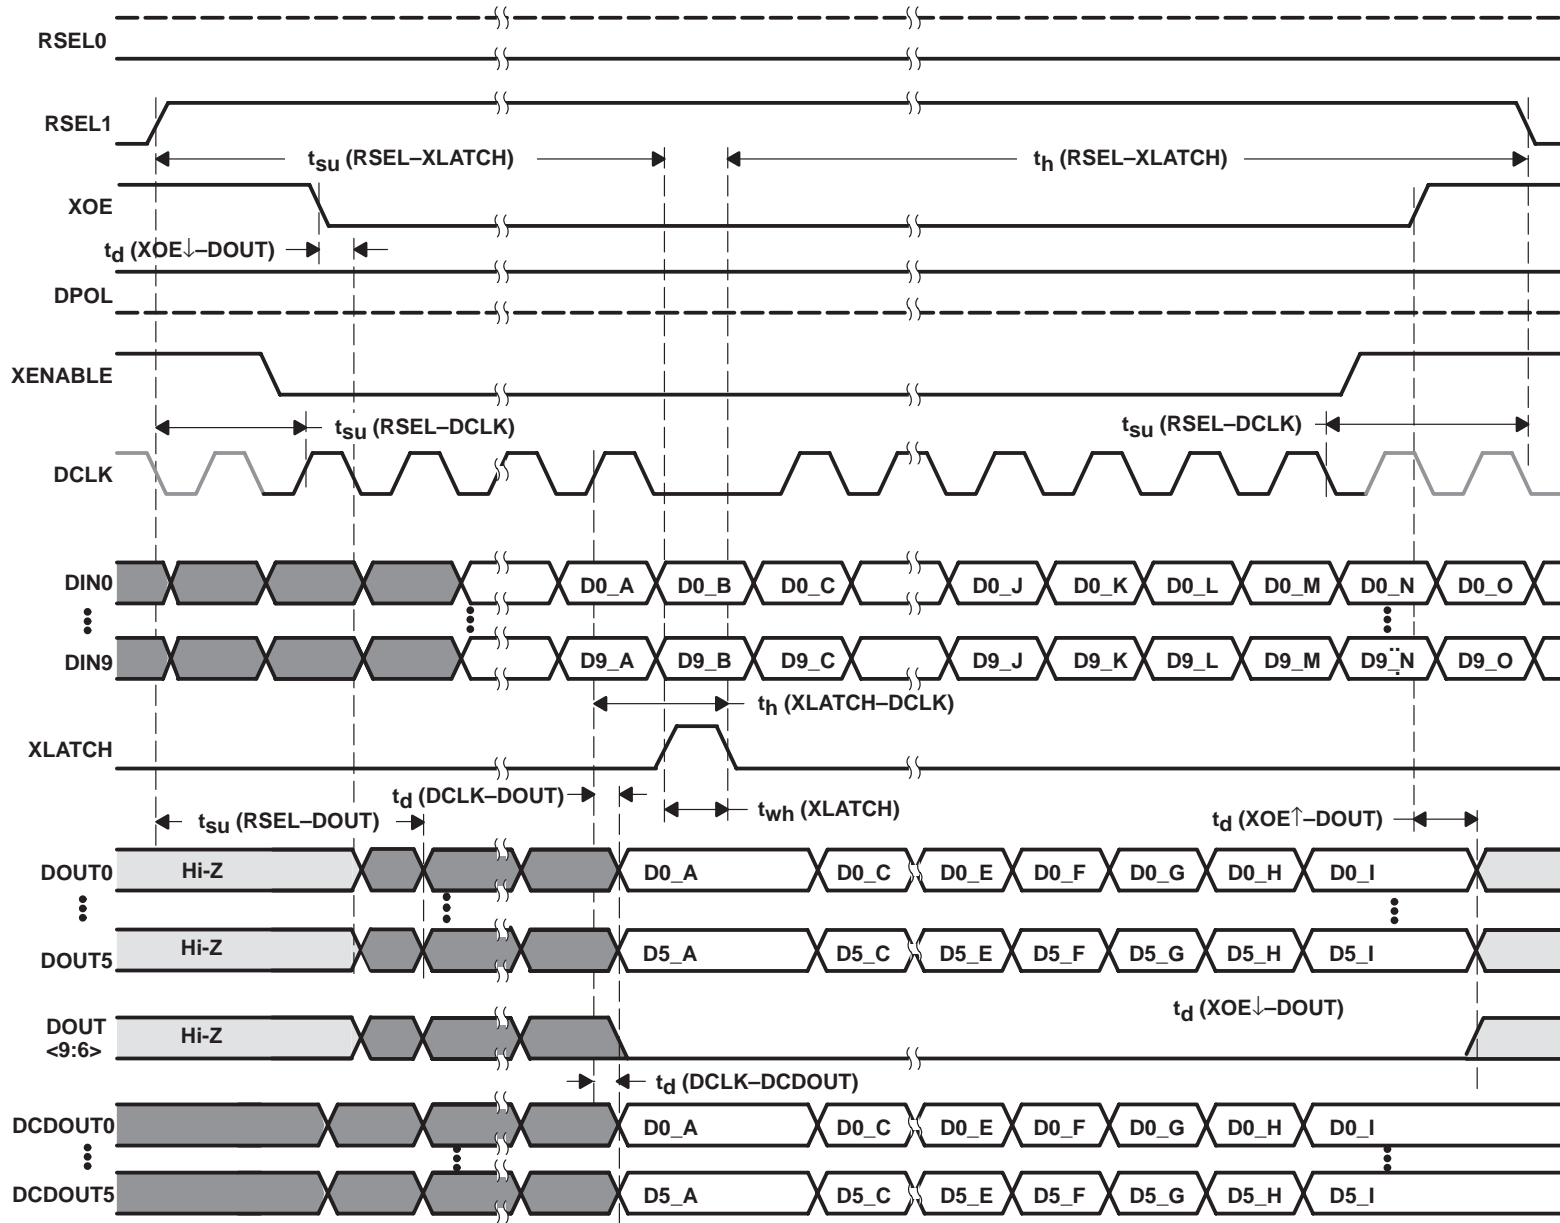 RSEL0
RSEL1
tsu (RSEL–XLATCH)
th (RSEL–XLATCH)
XOE
td (XOE↓–DOUT)
DPOL
XENABLE
tsu (RSEL–DCLK)
tsu (RSEL–DCLK)
DCLK
DIN0 D0_A D0_B D0_C D0_J D0_K D0_L D0_M D0_N D0_O
DIN9 D9_A D9_B D9_C D9_J D9_K D9_L D9_M D9_N D9_O
th (XLATCH–DCLK)
XLATCH
td (DCLK–DOUT)
twh (XLATCH)
tsu (RSEL–DOUT)
td (XOE↑–DOUT)
DOUT0 Hi-Z D0_A D0_C D0_E D0_F D0_G D0_H D0_I
DOUT5 Hi-Z D5_A D5_C D5_E D5_F D5_G D5_H D5_I
td (XOE↓–DOUT)
DOUT Hi-Z
<9:6>
td (DCLK–DCDOUT)
DCDOUT0 D0_A D0_C D0_E D0_F D0_G D0_H D0_I
DCDOUT5 D5_A D5_C D5_E D5_F D5_G D5_H D5_I